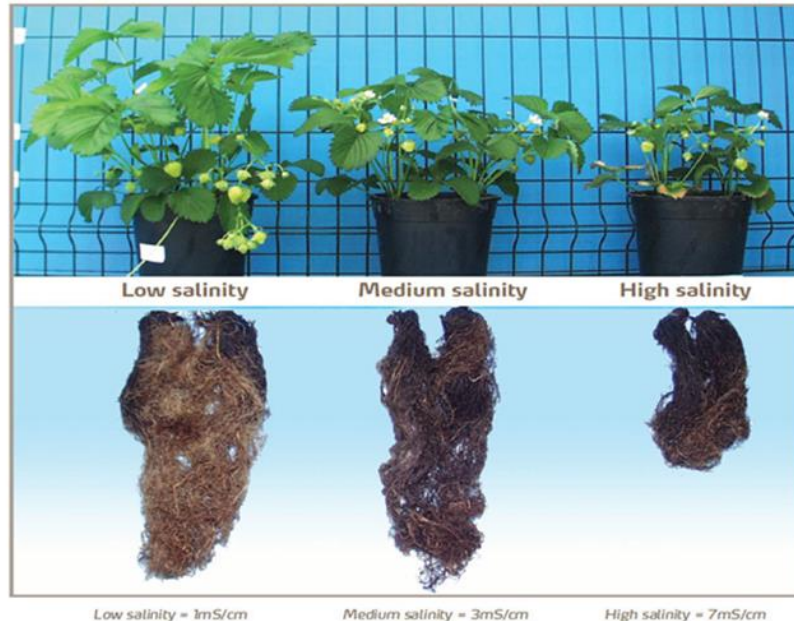 Low salinity
Medium salinity
High salinity
Low salinity = 1mS/cm
Medium salinity = 3mS/cm
High salinity = 7mS/cm